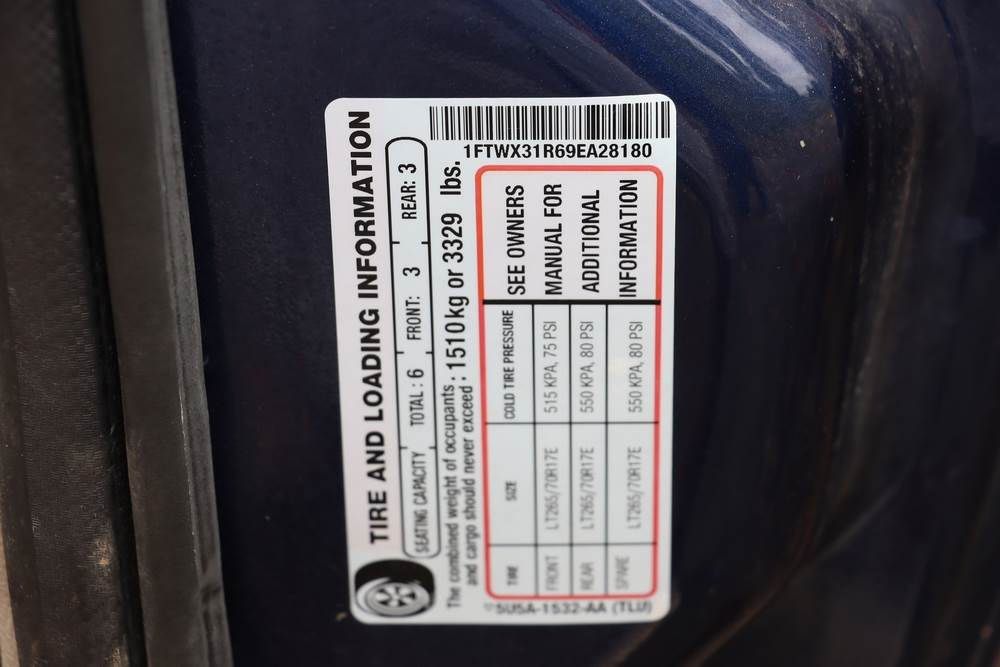 TIRE AND LOADING INFORMATION
SEATING CAPACITY TOTAL : 6 FRONT: 3 REAR: 3
The combined weight of occupants
and cargo should never exceed : 1510 kg or 3329 lbs.
TIRE SIZE COLD TIRE PRESSURE
FRONT LT265/70R17E 515 KPA, 75 PSI
REAR LT265/70R17E 550 KPA, 80 PSI
SPARE LT265/70R17E 550 KPA, 80 PSI
SEE OWNERS
MANUAL FOR
ADDITIONAL
INFORMATION
1FTWX31R69EA28180
5U5A-1532-AA (TLU)